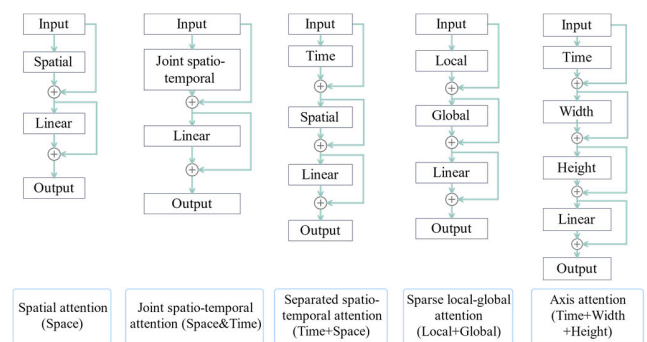 Input
Spatial
Linear
Output
Spatial attention
(Space)
Input
Joint spatio-
temporal
Linear
Output
Joint spatio-temporal
attention (Space&Time)
Input
Time
Spatial
Linear
Output
Separated spatio-
temporal attention
(Time+Space)
Input
Local
Global
Linear
Output
Sparse local-global
attention
(Local+Global)
Input
Time
Width
Height
Linear
Output
Axis attention
(Time+Width
+Height)